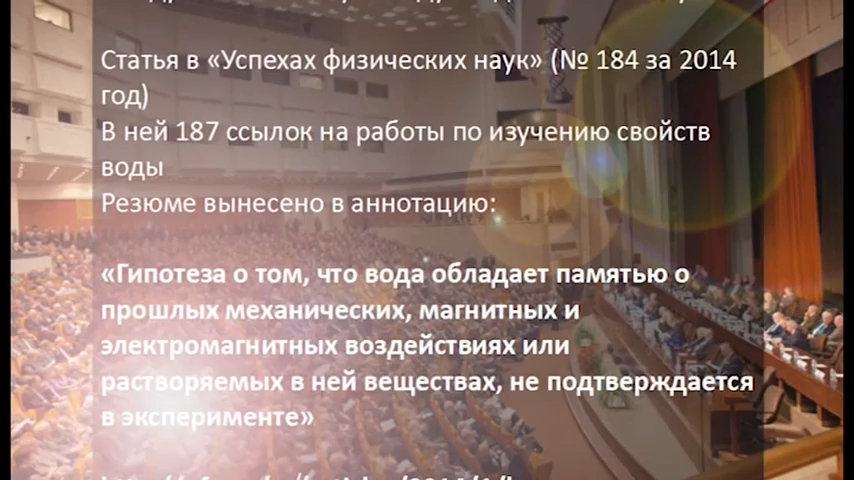 Статья в «Успехах физических наук» (№ 184 за 2014
год)
В ней 187 ссылок на работы по изучению свойств
воды
Резюме вынесено в аннотацию:
«Гипотеза о том, что вода обладает памятью о
прошлых механических, магнитных и
электромагнитных воздействиях или
растворяемых в ней веществах, не подтверждается
в эксперименте»